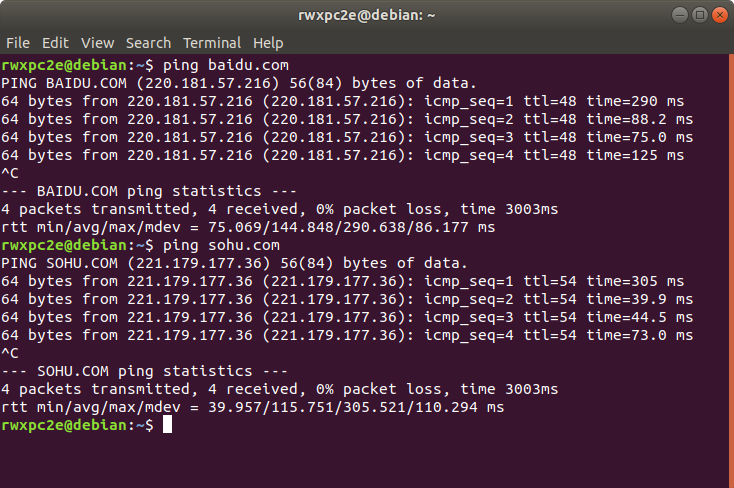 rwxpc2e@debian: ~
File Edit View Search Terminal Help
rwxpc2e@debian:~$ ping baidu.com
PING BAIDU.COM (220.181.57.216) 56(84) bytes of data.
64 bytes from 220.181.57.216 (220.181.57.216): icmp_seq=1 ttl=48 time=290 ms
64 bytes from 220.181.57.216 (220.181.57.216): icmp_seq=2 ttl=48 time=88.2 ms
64 bytes from 220.181.57.216 (220.181.57.216): icmp_seq=3 ttl=48 time=75.0 ms
64 bytes from 220.181.57.216 (220.181.57.216): icmp_seq=4 ttl=48 time=125 ms
^C
--- BAIDU.COM ping statistics ---
4 packets transmitted, 4 received, 0% packet loss, time 3003ms
rtt min/avg/max/mdev = 75.069/144.848/290.638/86.177 ms
rwxpc2e@debian:~$ ping sohu.com
PING SOHU.COM (221.179.177.36) 56(84) bytes of data.
64 bytes from 221.179.177.36 (221.179.177.36): icmp_seq=1 ttl=54 time=305 ms
64 bytes from 221.179.177.36 (221.179.177.36): icmp_seq=2 ttl=54 time=39.9 ms
64 bytes from 221.179.177.36 (221.179.177.36): icmp_seq=3 ttl=54 time=44.5 ms
64 bytes from 221.179.177.36 (221.179.177.36): icmp_seq=4 ttl=54 time=73.0 ms
^C
--- SOHU.COM ping statistics ---
4 packets transmitted, 4 received, 0% packet loss, time 3003ms
rtt min/avg/max/mdev = 39.957/115.751/305.521/110.294 ms
rwxpc2e@debian:~$